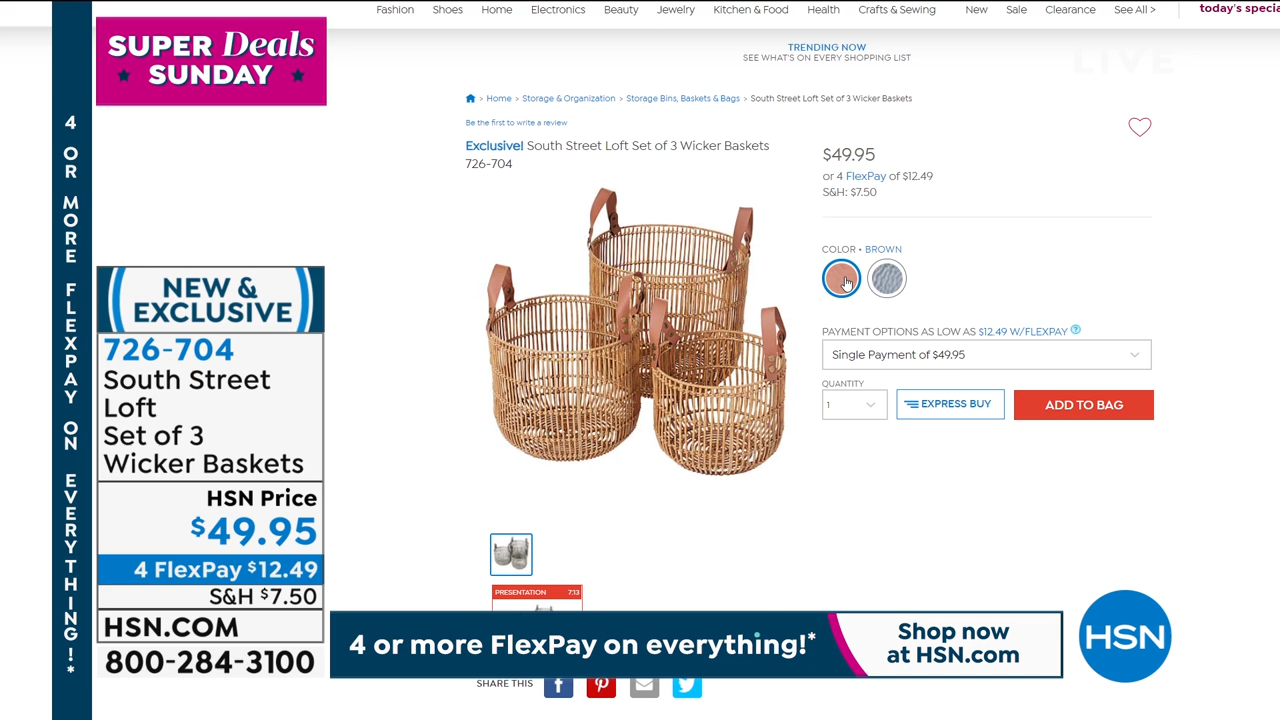 Fashion Shoes Home Electronics Beauty Jewelry Kitchen & Food Health Crafts & Sewing New Sale Clearance See All > today's specia
SUPER Deals
SUNDAY
TRENDING NOW
SEE WHAT'S ON EVERY SHOPPING LIST
LIVE
> Home > Storage & Organization > Storage Bins, Baskets & Bags > South Street Loft Set of 3 Wicker Baskets
Be the first to write a review
Exclusive! South Street Loft Set of 3 Wicker Baskets
726-704
$49.95
or 4 FlexPay of $12.49
S&H: $7.50
COLOR • BROWN
PAYMENT OPTIONS AS LOW AS $12.49 W/FLEXPAY ?
Single Payment of $49.95
QUANTITY
1
EXPRESS BUY
ADD TO BAG
4 OR MORE FLEXPAY ON EVERYTHING!*
NEW &
EXCLUSIVE
726-704
South Street
Loft
Set of 3
Wicker Baskets
HSN Price
$49.95
4 FlexPay $12.49
S&H $7.50
HSN.COM
800-284-3100
PRESENTATION 7:13
4 or more FlexPay on everything!*
Shop now
at HSN.com
HSN
SHARE THIS